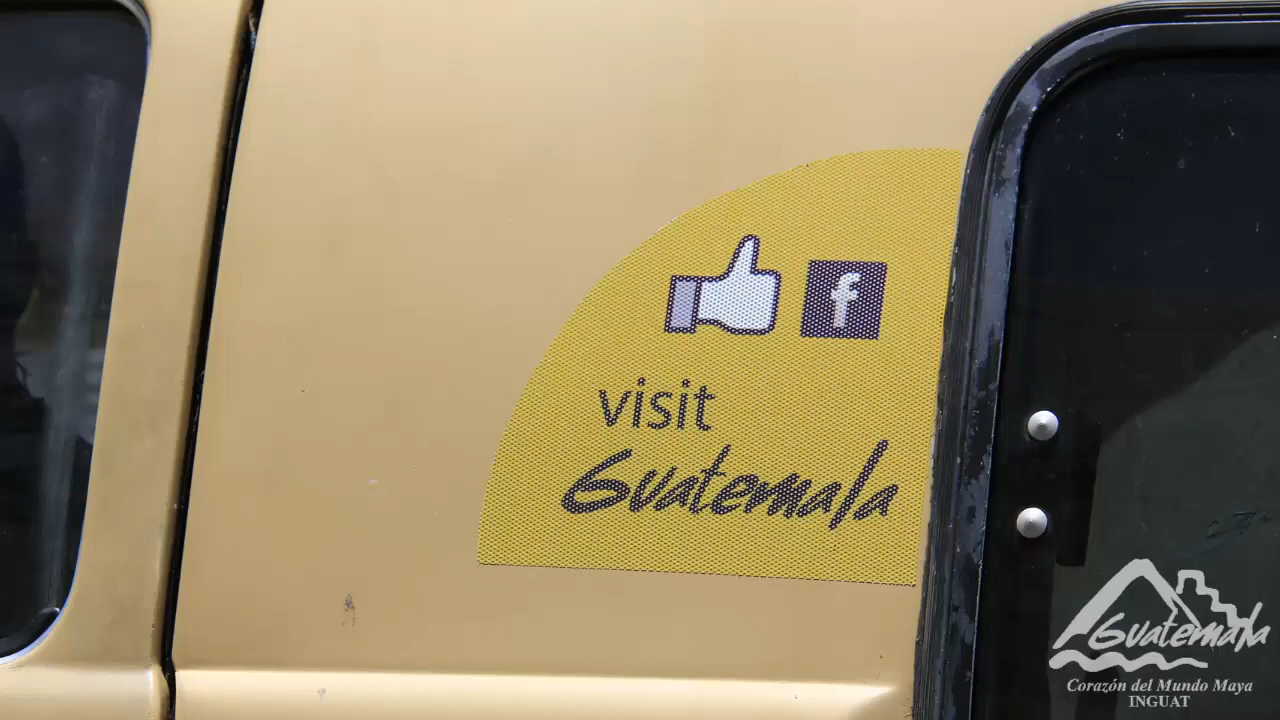 f
visit
Guatemala
Guatemala
Corazón del Mundo Maya
INGUAT